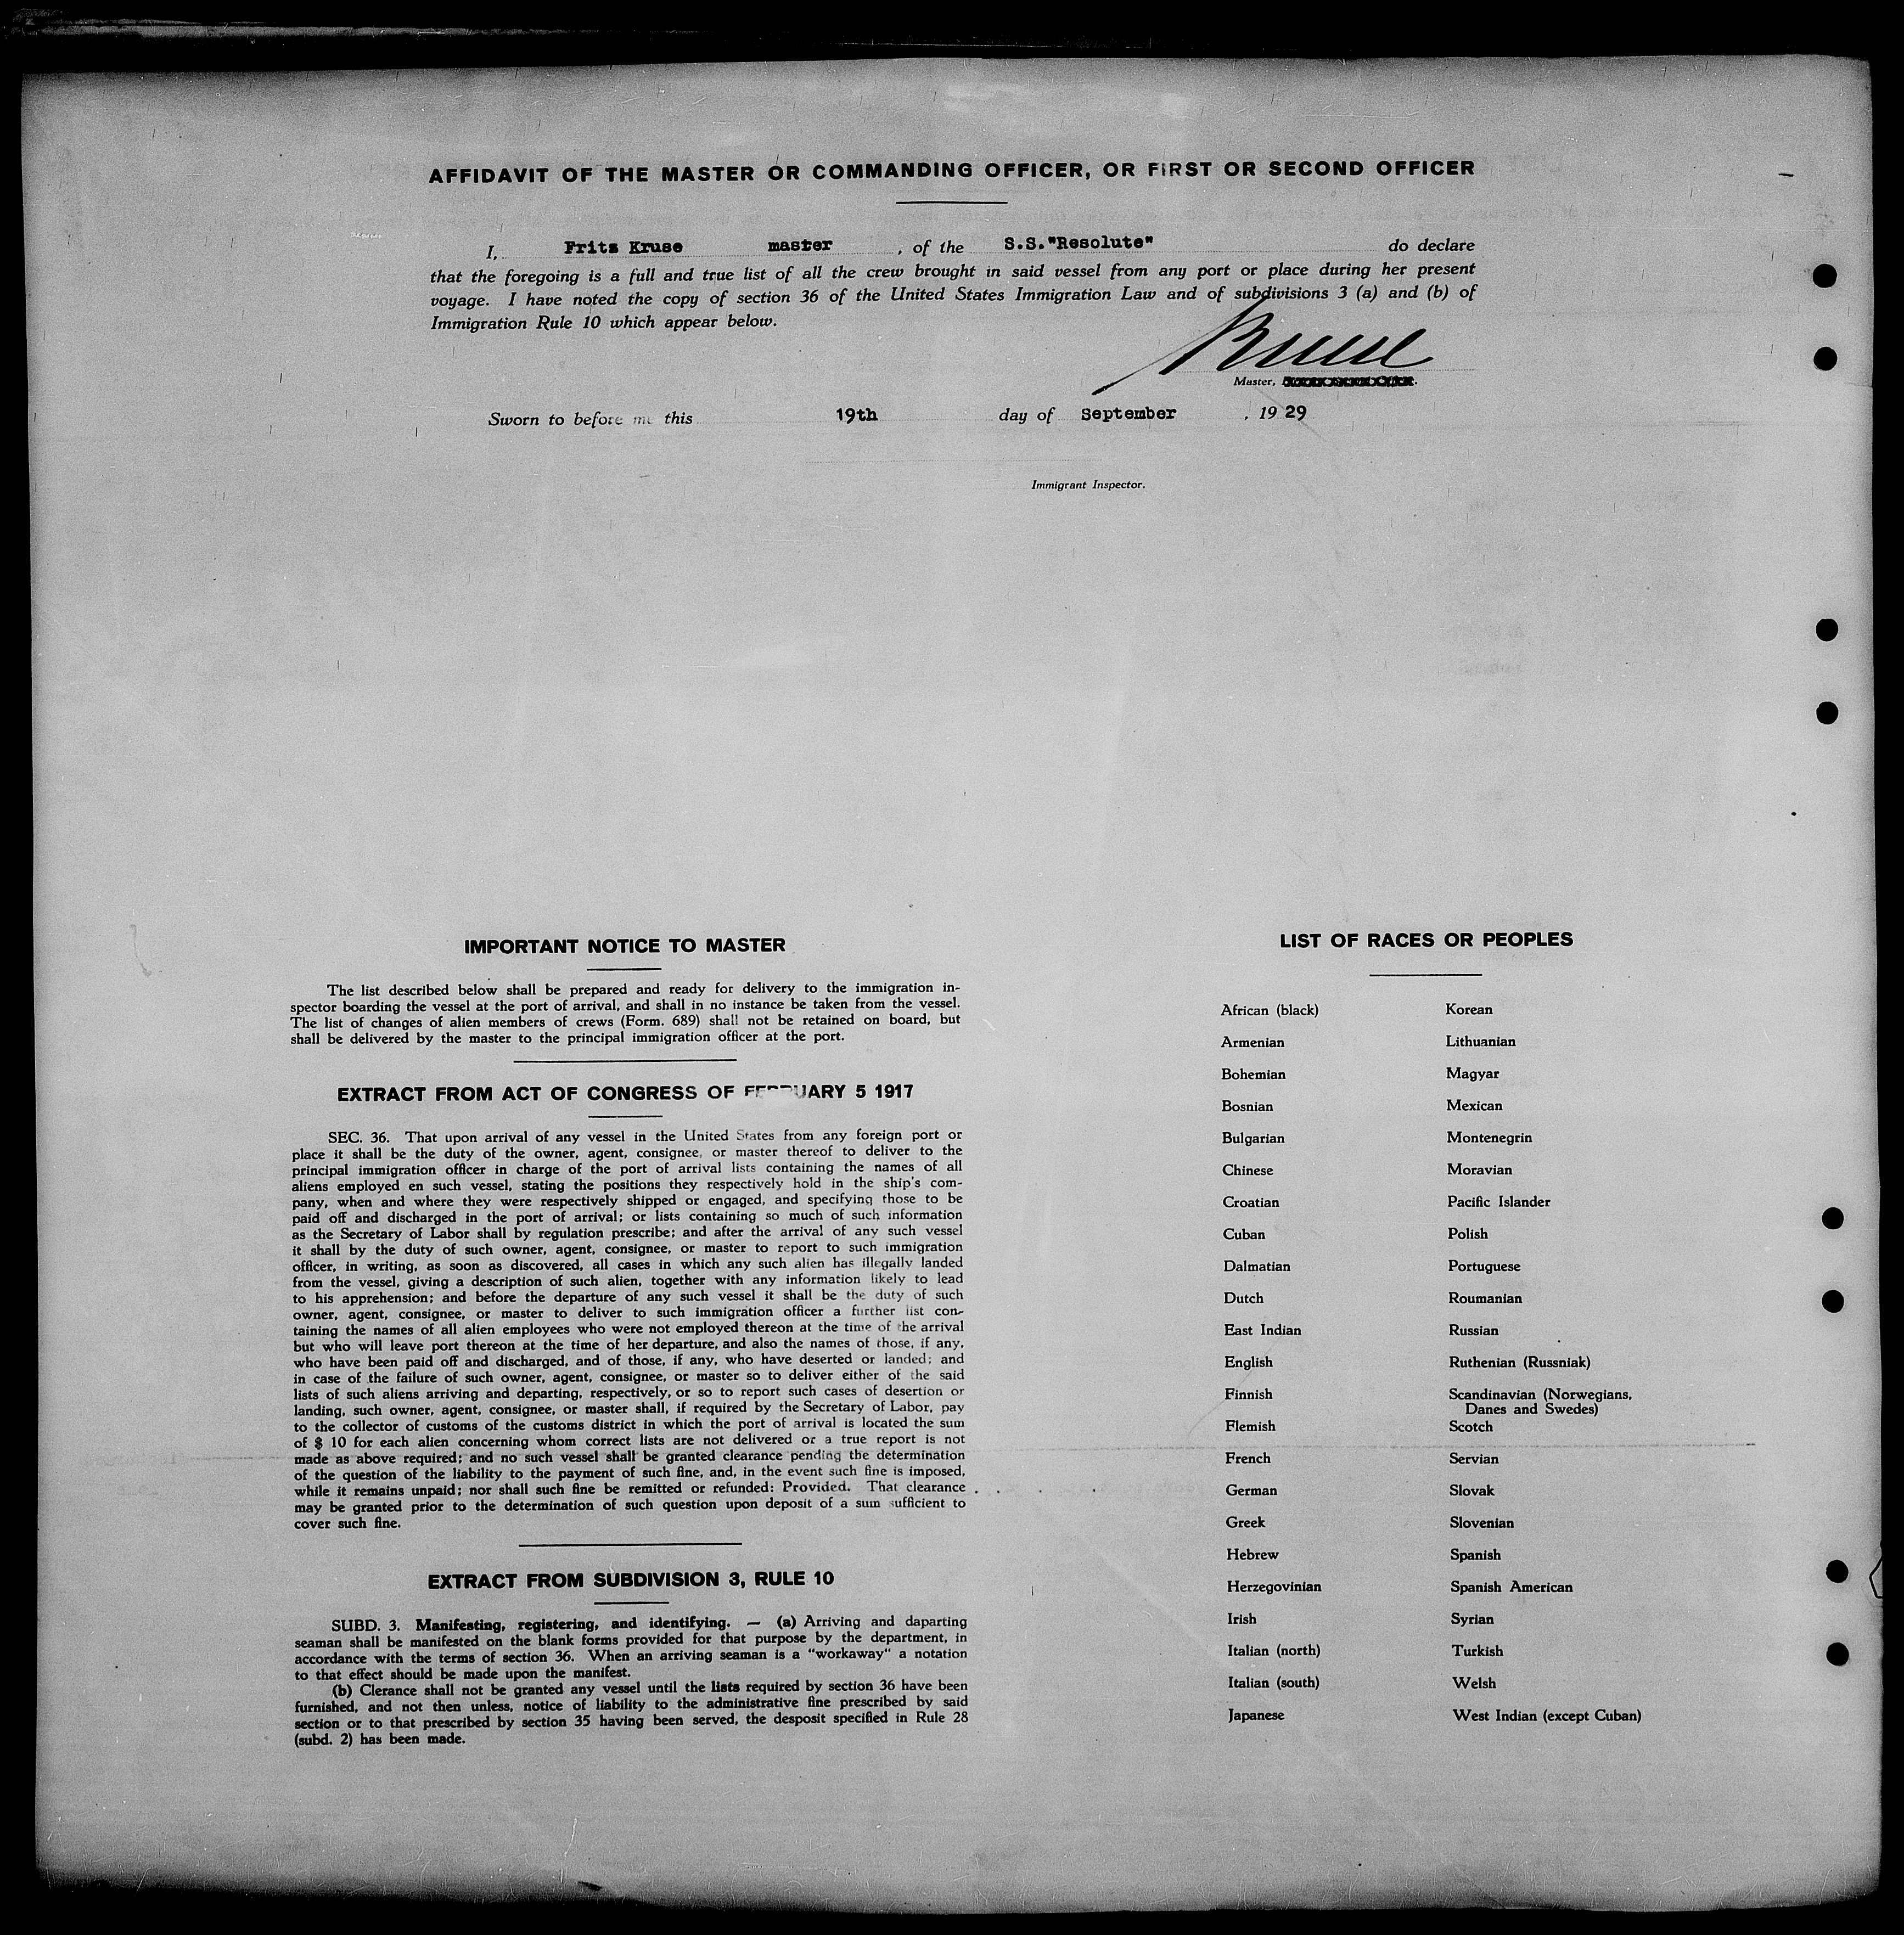 AFFIDAVIT OF THE MASTER OR COMMANDING OFFICER, OR FIRST OR SECOND OFFICER
I, Frits Kruse master , of the S.S."Resolute" do declare
that the foregoing is a full and true list of all the crew brought in said vessel from any port or place during her present
voyage. I have noted the copy of section 36 of the United States Immigration Law and of subdivisions 3 (a) and (b) of
Immigration Rule 10 which appear below.
Kruse
Master,
Sworn to before me this 19th day of September , 19 29
Immigrant Inspector.
IMPORTANT NOTICE TO MASTER
The list described below shall be prepared and ready for delivery to the immigration in-
spector boarding the vessel at the port of arrival, and shall in no instance be taken from the vessel.
The list of changes of alien members of crews (Form. 689) shall not be retained on board, but
shall be delivered by the master to the principal immigration officer at the port.
EXTRACT FROM ACT OF CONGRESS OF FEBRUARY 5 1917
SEC. 36. That upon arrival of any vessel in the United States from any foreign port or
place it shall be the duty of the owner, agent, consignee, or master thereof to deliver to the
principal immigration officer in charge of the port of arrival lists containing the names of all
aliens employed en such vessel, stating the positions they respectively hold in the ship's com-
pany, when and where they were respectively shipped or engaged, and specifying those to be
paid off and discharged in the port of arrival; or lists containing so much of such information
as the Secretary of Labor shall by regulation prescribe; and after the arrival of any such vessel
it shall by the duty of such owner, agent, consignee, or master to report to such immigration
officer, in writing, as soon as discovered, all cases in which any such alien has illegally landed
from the vessel, giving a description of such alien, together with any information likely to lead
to his apprehension; and before the departure of any such vessel it shall be the duty of such
owner, agent, consignee, or master to deliver to such immigration officer a further list con-
taining the names of all alien employees who were not employed thereon at the time of the arrival
but who will leave port thereon at the time of her departure, and also the names of those, if any,
who have been paid off and discharged, and of those, if any, who have deserted or landed; and
in case of the failure of such owner, agent, consignee, or master so to deliver either of the said
lists of such aliens arriving and departing, respectively, or so to report such cases of desertion or
landing, such owner, agent, consignee, or master shall, if required by the Secretary of Labor, pay
to the collector of customs of the customs district in which the port of arrival is located the sum
of $ 10 for each alien concerning whom correct lists are not delivered or a true report is not
made as above required; and no such vessel shall be granted clearance pending the determination
of the question of the liability to the payment of such fine, and, in the event such fine is imposed,
while it remains unpaid; nor shall such fine be remitted or refunded: Provided. That clearance
may be granted prior to the determination of such question upon deposit of a sum sufficient to
cover such fine.
EXTRACT FROM SUBDIVISION 3, RULE 10
SUBD. 3. Manifesting, registering, and identifying. — (a) Arriving and daparting
seaman shall be manifested on the blank forms provided for that purpose by the department, in
accordance with the terms of section 36. When an arriving seaman is a "workaway" a notation
to that effect should be made upon the manifest.
(b) Clerance shall not be granted any vessel until the lists required by section 36 have been
furnished, and not then unless, notice of liability to the administrative fine prescribed by said
section or to that prescribed by section 35 having been served, the desposit specified in Rule 28
(subd. 2) has been made.
LIST OF RACES OR PEOPLES
African (black)
Armenian
Bohemian
Bosnian
Bulgarian
Chinese
Croatian
Cuban
Dalmatian
Dutch
East Indian
English
Finnish
Flemish
French
German
Greek
Hebrew
Herzegovinian
Irish
Italian (north)
Italian (south)
Japanese
Korean
Lithuanian
Magyar
Mexican
Montenegrin
Moravian
Pacific Islander
Polish
Portuguese
Roumanian
Russian
Ruthenian (Russniak)
Scandinavian (Norwegians,
Danes and Swedes)
Scotch
Servian
Slovak
Slovenian
Spanish
Spanish American
Syrian
Turkish
Welsh
West Indian (except Cuban)